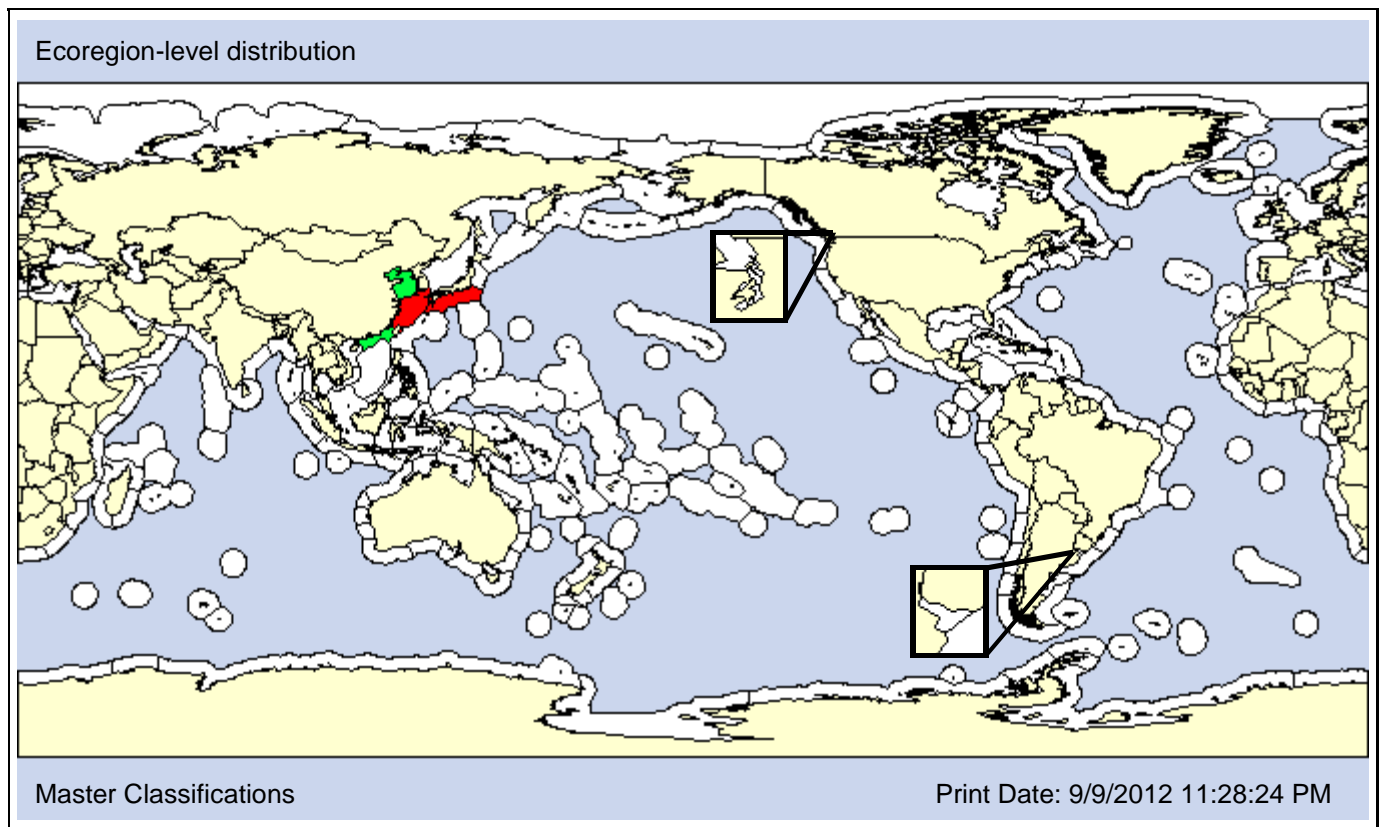 Ecoregion-level distribution
Master Classifications
Print Date: 9/9/2012 11:28:24 PM